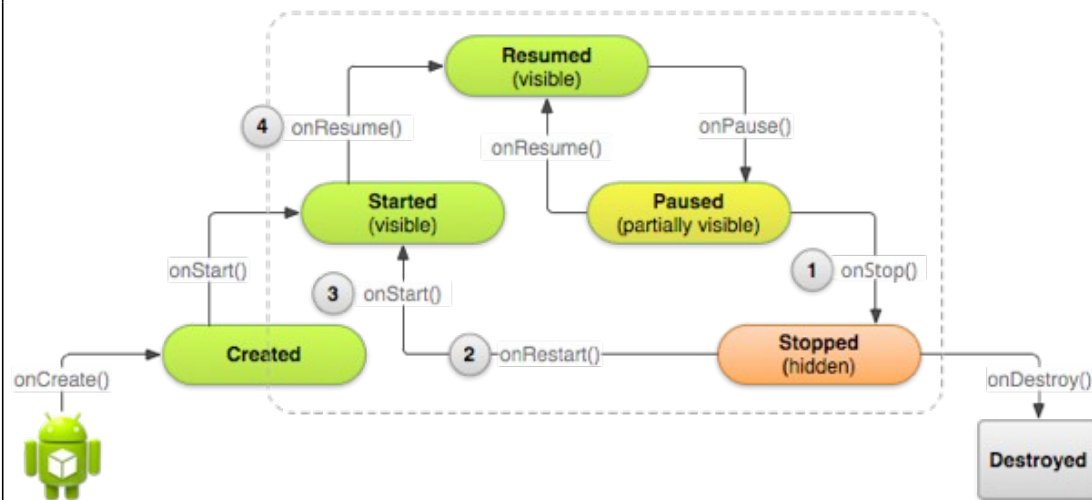 Resumed
(visible)
4
onResume()
onPause()
onResume()
Started
(visible)
Paused
(partially visible)
onStart()
1
onStop()
3
onStart()
Created
2
onRestart()
Stopped
(hidden)
onCreate()
onDestroy()
Destroyed